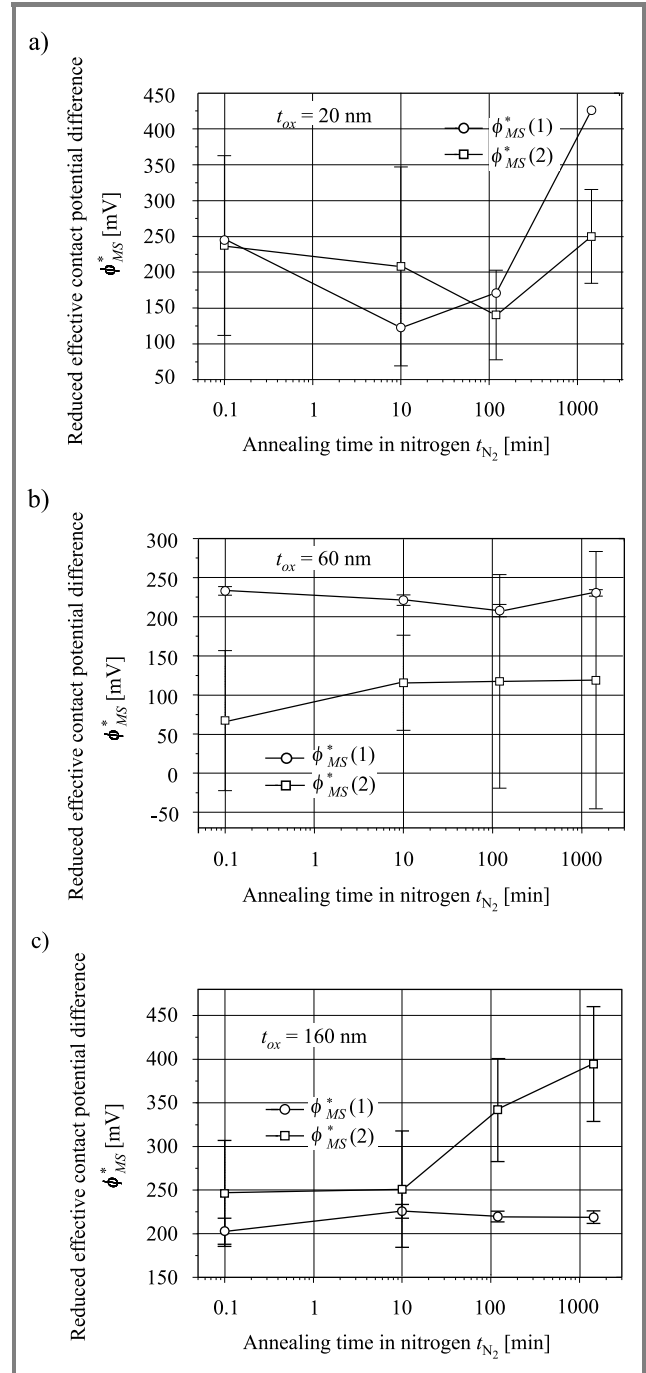 a)
Reduced effective contact potential difference
ϕ*MS [mV]
450
400
350
300
250
200
150
100
50
tox = 20 nm
ϕ*MS(1)
ϕ*MS(2)
0.1 1 10 100 1000
Annealing time in nitrogen tN2 [min]
b)
Reduced effective contact potential difference
ϕ*MS [mV]
300
250
200
150
100
50
0
-50
tox = 60 nm
ϕ*MS(1)
ϕ*MS(2)
0.1 1 10 100 1000
Annealing time in nitrogen tN2 [min]
c)
Reduced effective contact potential difference
ϕ*MS [mV]
450
400
350
300
250
200
150
tox = 160 nm
ϕ*MS(1)
ϕ*MS(2)
0.1 1 10 100 1000
Annealing time in nitrogen tN2 [min]